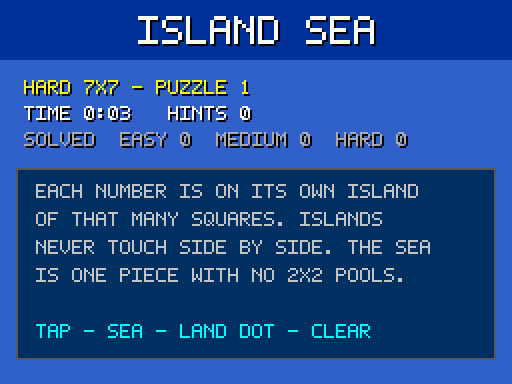 ISLAND SEA
HARD 7X7 - PUZZLE 1
TIME 0:03 HINTS 0
SOLVED EASY 0 MEDIUM 0 HARD 0
EACH NUMBER IS ON ITS OWN ISLAND
OF THAT MANY SQUARES. ISLANDS
NEVER TOUCH SIDE BY SIDE. THE SEA
IS ONE PIECE WITH NO 2X2 POOLS.
TAP - SEA - LAND DOT - CLEAR